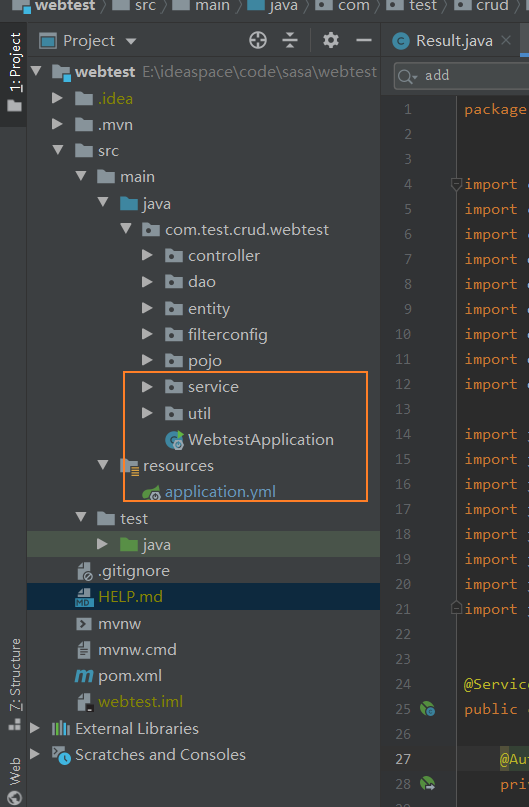 webtest src main java com test crud
1: Project
Project
Result.java
webtest E:\ideaspace\code\sasa\webtest
add
.idea
1 package
.mvn
2
src
3
main
4 import
java
5 import
com.test.crud.webtest
6 import
controller
7 import
dao
8 import
entity
9 import
filterconfig
10 import
pojo
11 import
service
12 import
util
13
WebtestApplication
14 import
resources
15 import
application.yml
16 import
test
17 import
java
18 import
.gitignore
19 import
HELP.md
20 import
mvnw
21 import
mvnw.cmd
22
pom.xml
23
webtest.iml
24 @Servic
External Libraries
25 public
Scratches and Consoles
26
27 @Au
28 pri
Z: Structure
Web